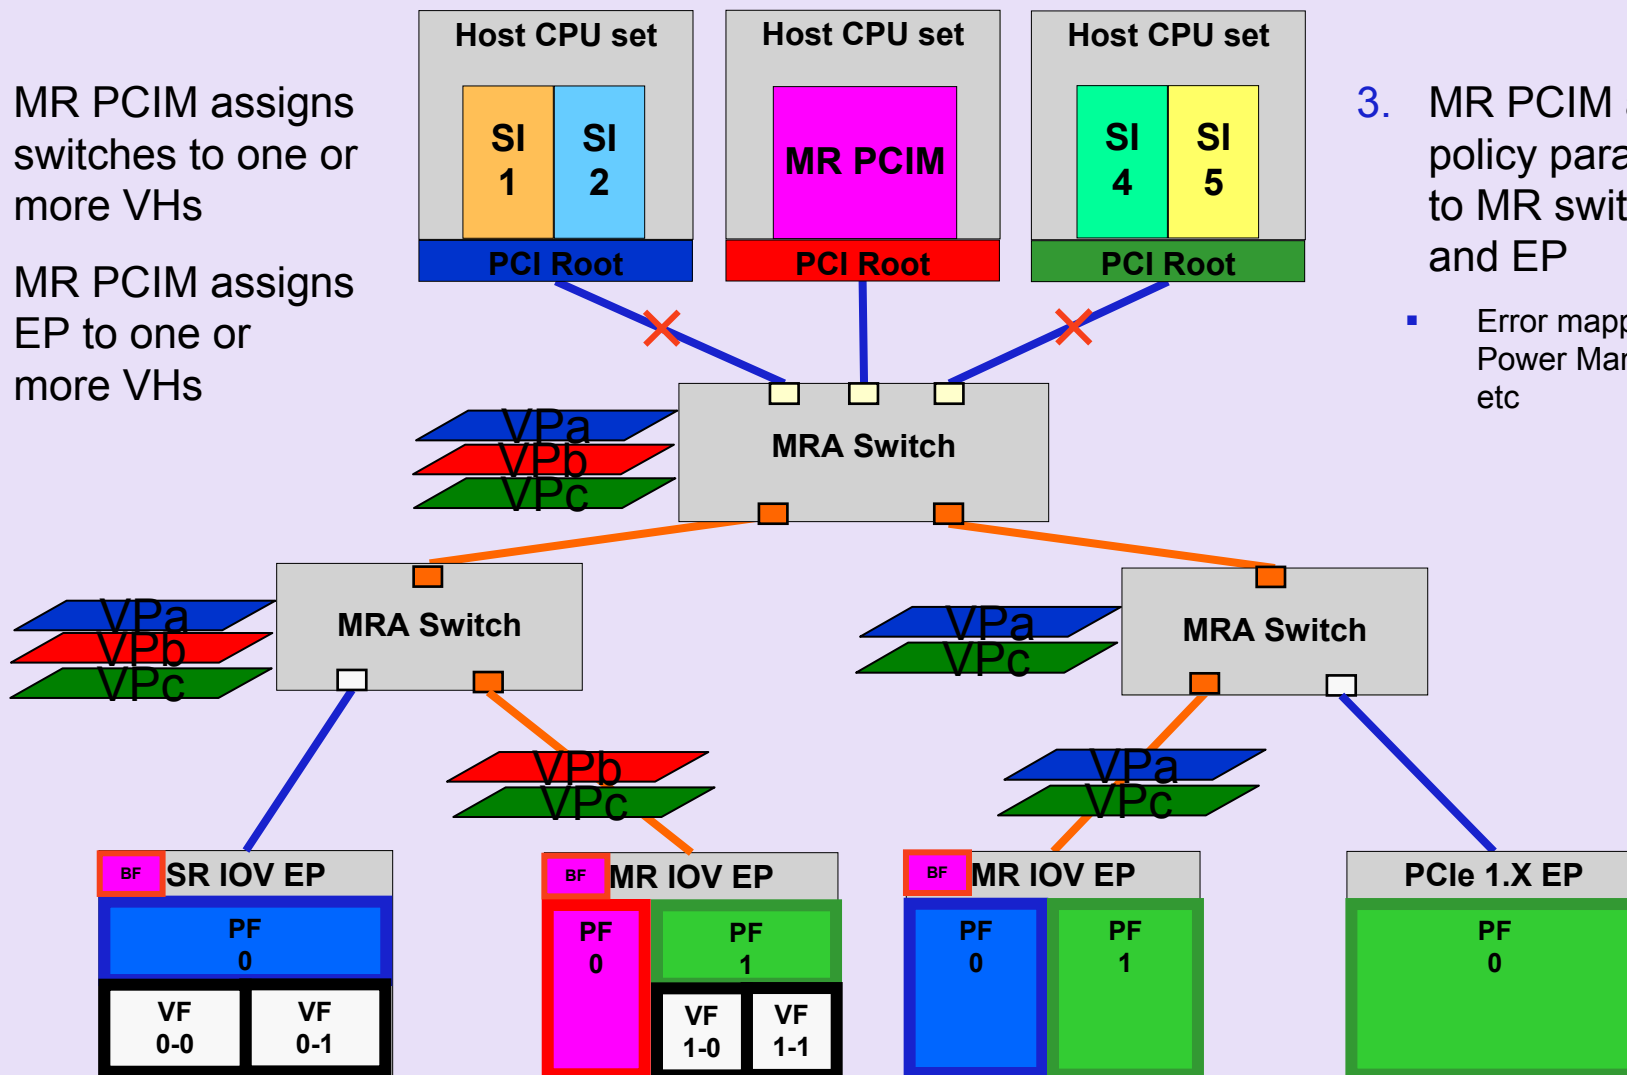 MR PCIM assigns
switches to one or
more VHs
MR PCIM assigns
EP to one or
more VHs
Host CPU set
SI
1
SI
2
PCI Root
Host CPU set
MR PCIM
PCI Root
Host CPU set
SI
4
SI
5
PCI Root
3. MR PCIM
policy
to MR
and EP
▪ Error
Power
etc
MRA Switch
VPa
VPb
VPc
MRA Switch
VPa
VPb
VPc
MRA Switch
VPa
VPc
VPb
VPc
VPa
VPc
BF
SR IOV EP
PF
0
VF
0-0
VF
0-1
BF
MR IOV EP
PF
0
PF
1
VF
1-0
VF
1-1
BF
MR IOV EP
PF
0
PF
1
PCIe 1.X EP
PF
0